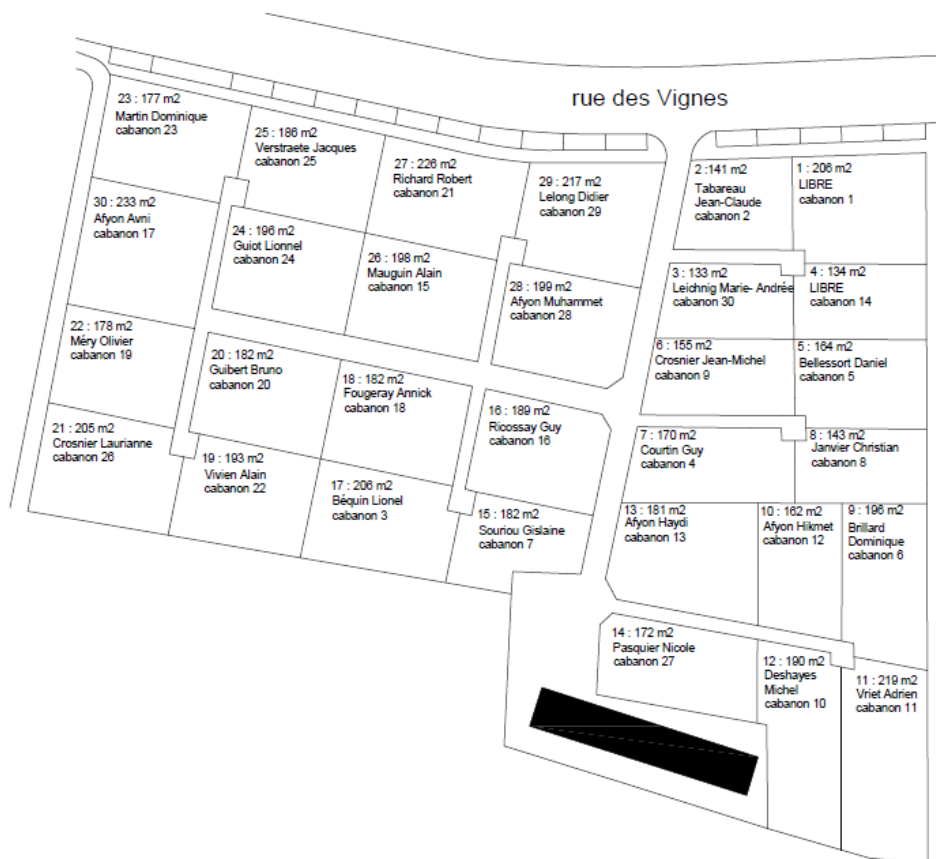 rue des Vignes
23 : 177 m2
Martin Dominique
cabanon 23
25 : 186 m2
Verstraete Jacques
cabanon 25
27 : 226 m2
Richard Robert
cabanon 21
29 : 217 m2
Lelong Didier
cabanon 29
2 :141 m2
Tabareau
Jean-Claude
cabanon 2
1 : 206 m2
LIBRE
cabanon 1
30 : 233 m2
Afyon Avni
cabanon 17
24 : 196 m2
Guiot Lionnel
cabanon 24
26 : 198 m2
Mauguin Alain
cabanon 15
28 : 199 m2
Afyon Muhammet
cabanon 28
3 : 133 m2
Leichnig Marie- Andrée
cabanon 30
4 : 134 m2
LIBRE
cabanon 14
22 : 178 m2
Méry Olivier
cabanon 19
20 : 182 m2
Guibert Bruno
cabanon 20
18 : 182 m2
Fougeray Annick
cabanon 18
16 : 189 m2
Ricossay Guy
cabanon 16
6 : 155 m2
Crosnier Jean-Michel
cabanon 9
5 : 164 m2
Bellessort Daniel
cabanon 5
21 : 205 m2
Crosnier Laurianne
cabanon 26
19 : 193 m2
Vivien Alain
cabanon 22
17 : 206 m2
Béquin Lionel
cabanon 3
15 : 182 m2
Souriou Gislaine
cabanon 7
7 : 170 m2
Courtin Guy
cabanon 4
8 : 143 m2
Janvier Christian
cabanon 8
13 : 181 m2
Afyon Haydi
cabanon 13
10 : 162 m2
Afyon Hikmet
cabanon 12
9 : 196 m2
Brillard
Dominique
cabanon 6
14 : 172 m2
Pasquier Nicole
cabanon 27
12 : 190 m2
Deshayes
Michel
cabanon 10
11 : 219 m2
Vriet Adrien
cabanon 11